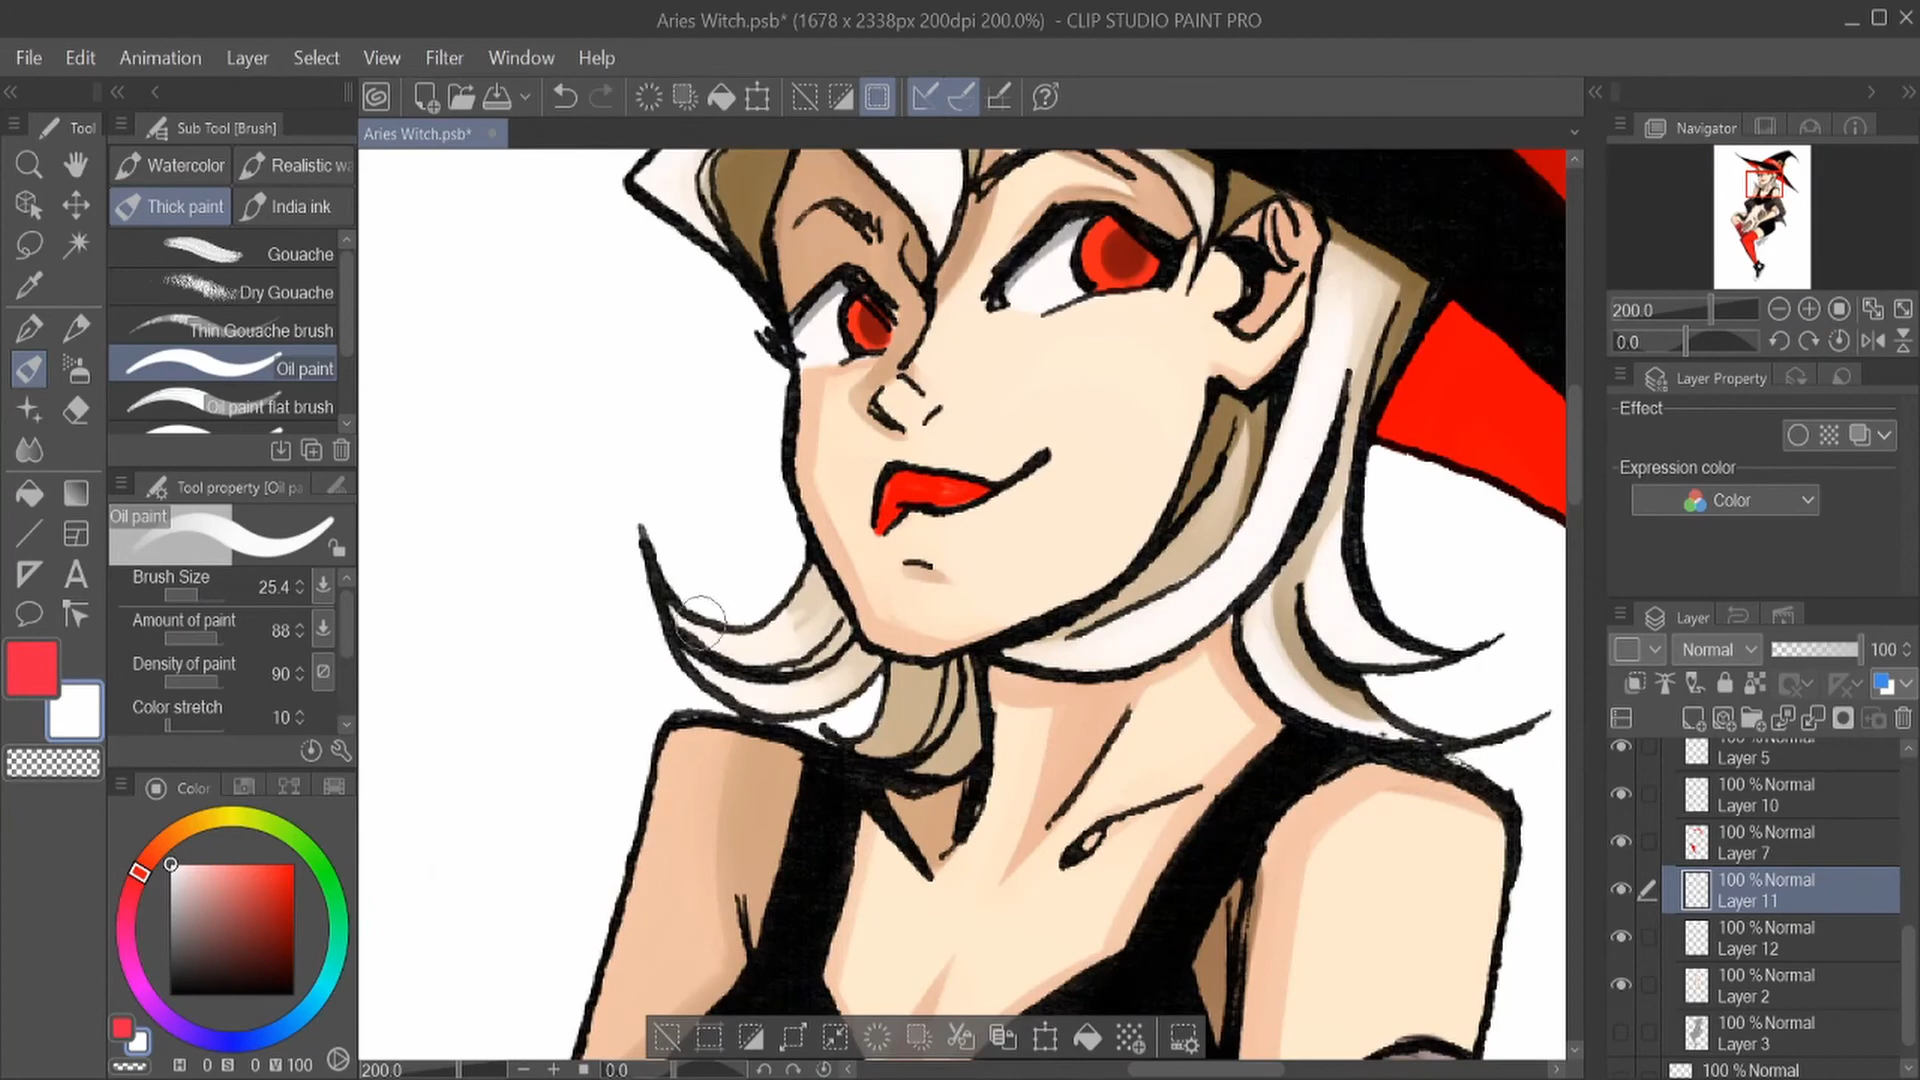 Aries Witch.psb* (1678 x 2338px 200dpi 200.0%) - CLIP STUDIO PAINT PRO
File Edit Animation Layer Select View Filter Window Help
Tool
Sub Tool [Brush]
Aries Witch.psb*
Navigator
Watercolor
Realistic wa
Thick paint
India ink
Gouache
Dry Gouache
Thin Gouache brush
Oil paint
Oil paint flat brush
200.0
0.0
Layer Property
Effect
Expression color
Color
Tool property [Oil pa
Oil paint
Brush Size 25.4
Amount of paint 88
Density of paint 90
Color stretch 10
Layer
Normal 100
Color
100 % Normal
Layer 5
100 % Normal
Layer 10
100 % Normal
Layer 7
100 % Normal
Layer 11
100 % Normal
Layer 12
100 % Normal
Layer 2
100 % Normal
Layer 3
100 % Normal
H 0 S 0 V 100
200.0
0.0